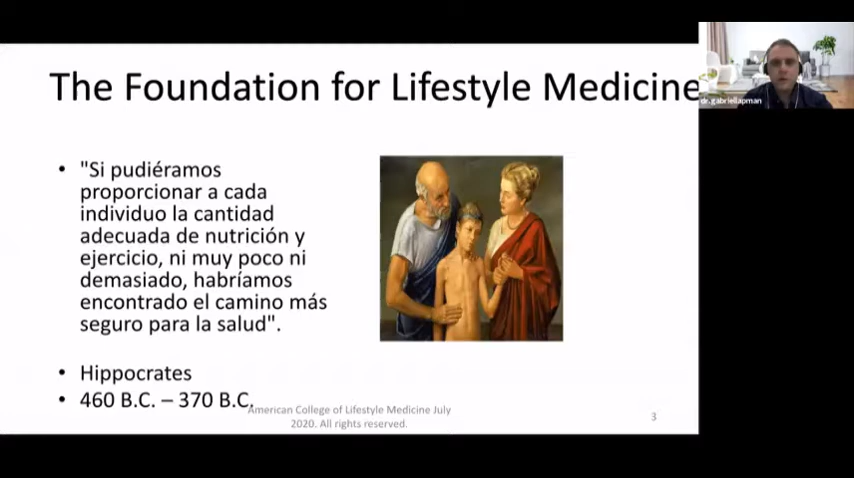 The Foundation for Lifestyle Medicine
dr.gabriellapman
• "Si pudiéramos
proporcionar a cada
individuo la cantidad
adecuada de nutrición y
ejercicio, ni muy poco ni
demasiado, habríamos
encontrado el camino más
seguro para la salud".
• Hippocrates
• 460 B.C. – 370 B.C.
American College of Lifestyle Medicine July
2020. All rights reserved.
3